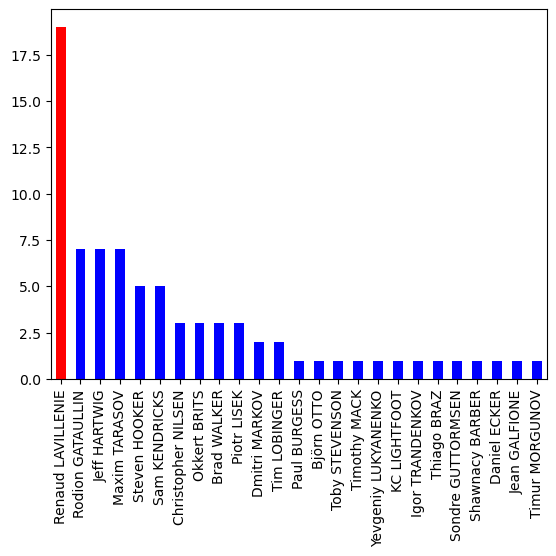 17.5
15.0
12.5
10.0
7.5
5.0
2.5
0.0
Renaud LAVILLENIE
Rodion GATAULLIN
Jeff HARTWIG
Maxim TARASOV
Steven HOOKER
Sam KENDRICKS
Christopher NILSEN
Okkert BRITS
Brad WALKER
Piotr LISEK
Dmitri MARKOV
Tim LOBINGER
Paul BURGESS
Björn OTTO
Toby STEVENSON
Timothy MACK
Yevgeniy LUKYANENKO
KC LIGHTFOOT
Igor TRANDENKOV
Thiago BRAZ
Sondre GUTTORMSEN
Shawnacy BARBER
Daniel ECKER
Jean GALFIONE
Timur MORGUNOV